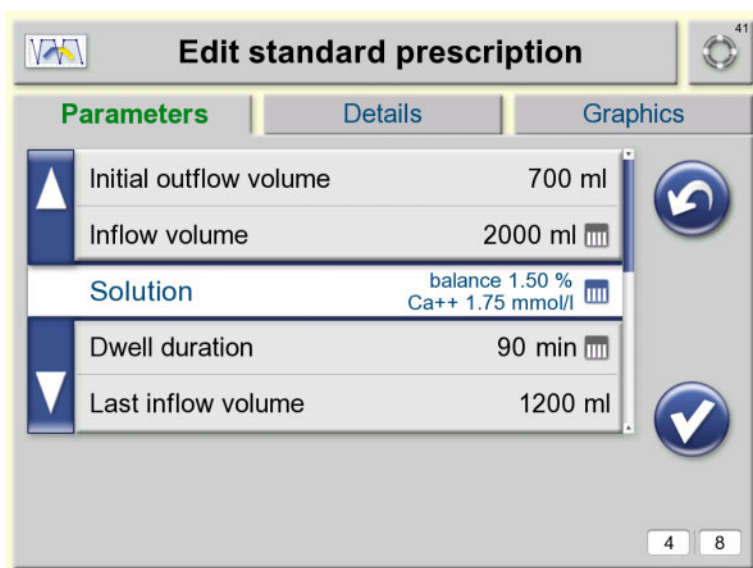 Edit standard prescription
41
Parameters Details Graphics
Initial outflow volume 700 ml
Inflow volume 2000 ml
Solution balance 1.50 %
Ca++ 1.75 mmol/l
Dwell duration 90 min
Last inflow volume 1200 ml
4 8